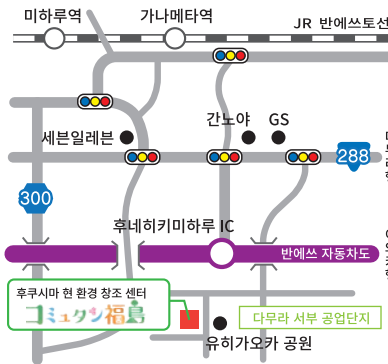 미하루역
가나메타역
JR 반에쓰토선
세븐일레븐
간노야
GS
288
300
후네히키미하루 IC
반에쓰 자동차도
후쿠시마 현 환경 창조 센터
コミュタン福島
다무라 서부 공업단지
유히가오카 공원